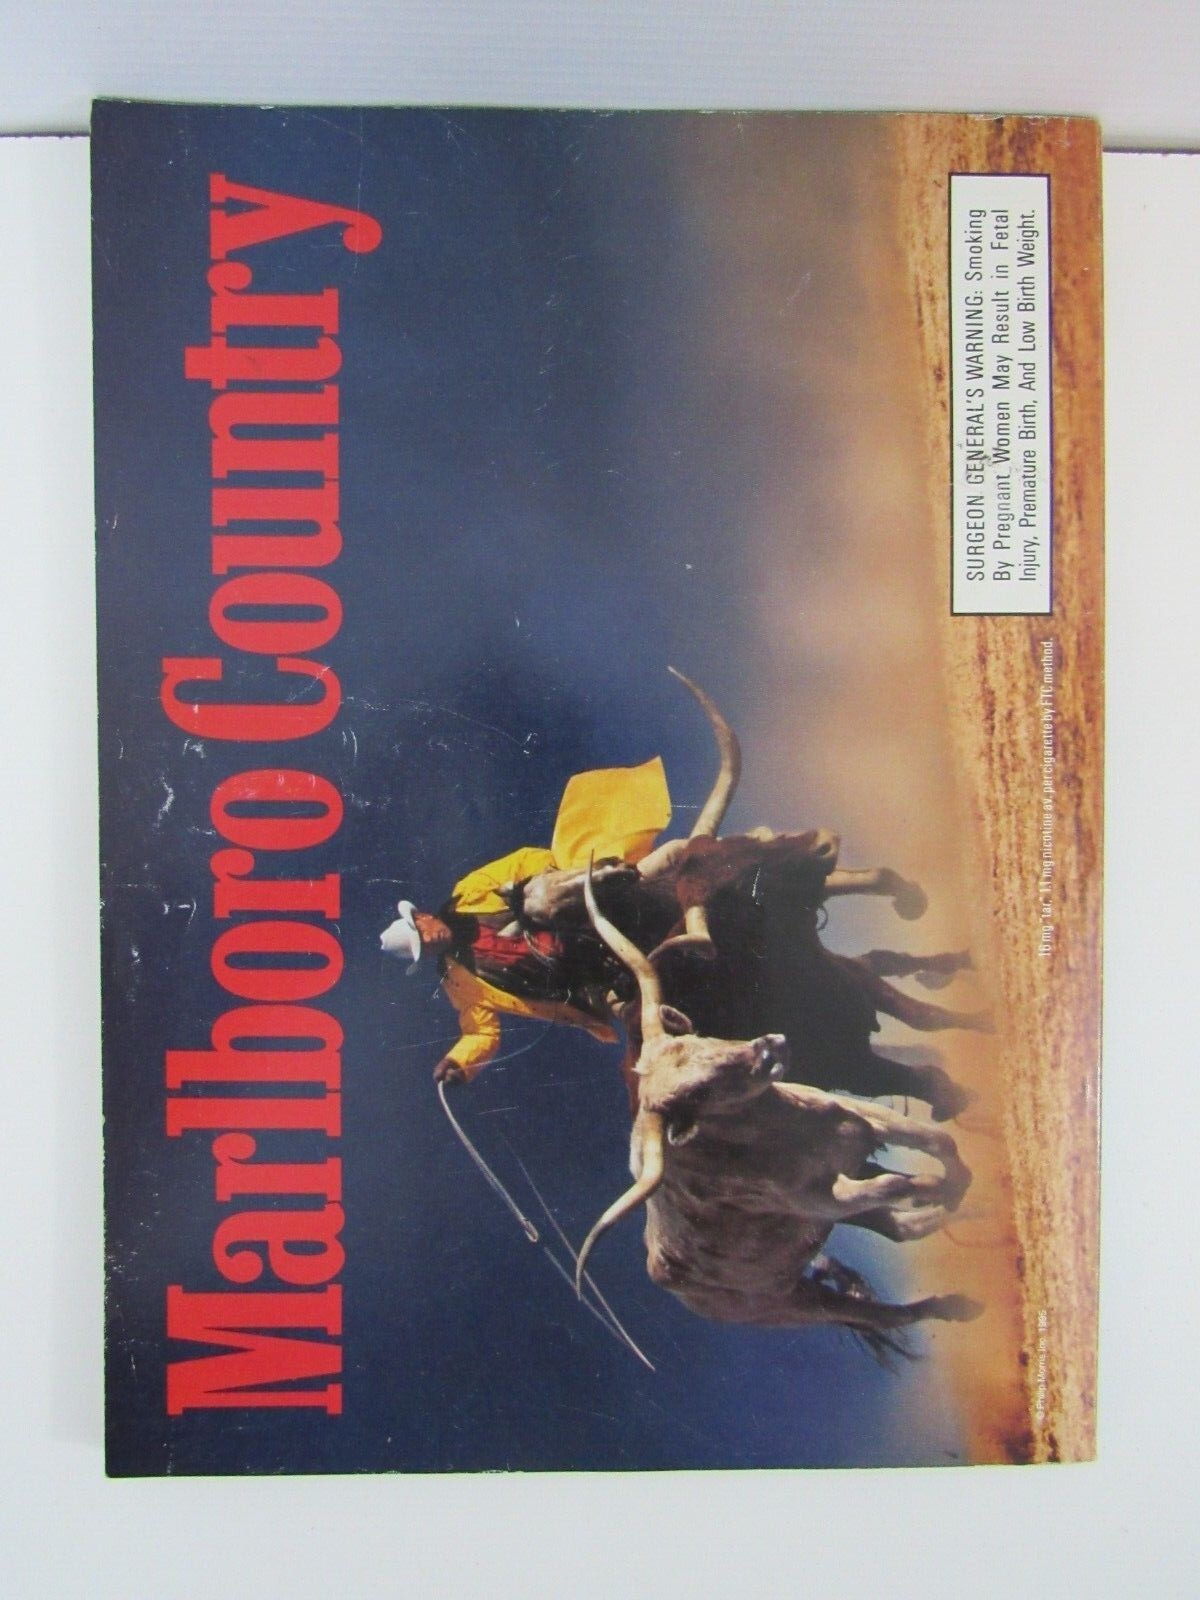 Marlboro Country
SURGEON GENERAL'S WARNING: Smoking
By Pregnant Women May Result in Fetal
Injury, Premature Birth, And Low Birth Weight.
16 mg "tar," 1.1 mg nicotine av. per cigarette by FTC method.
© Philip Morris Inc. 1995